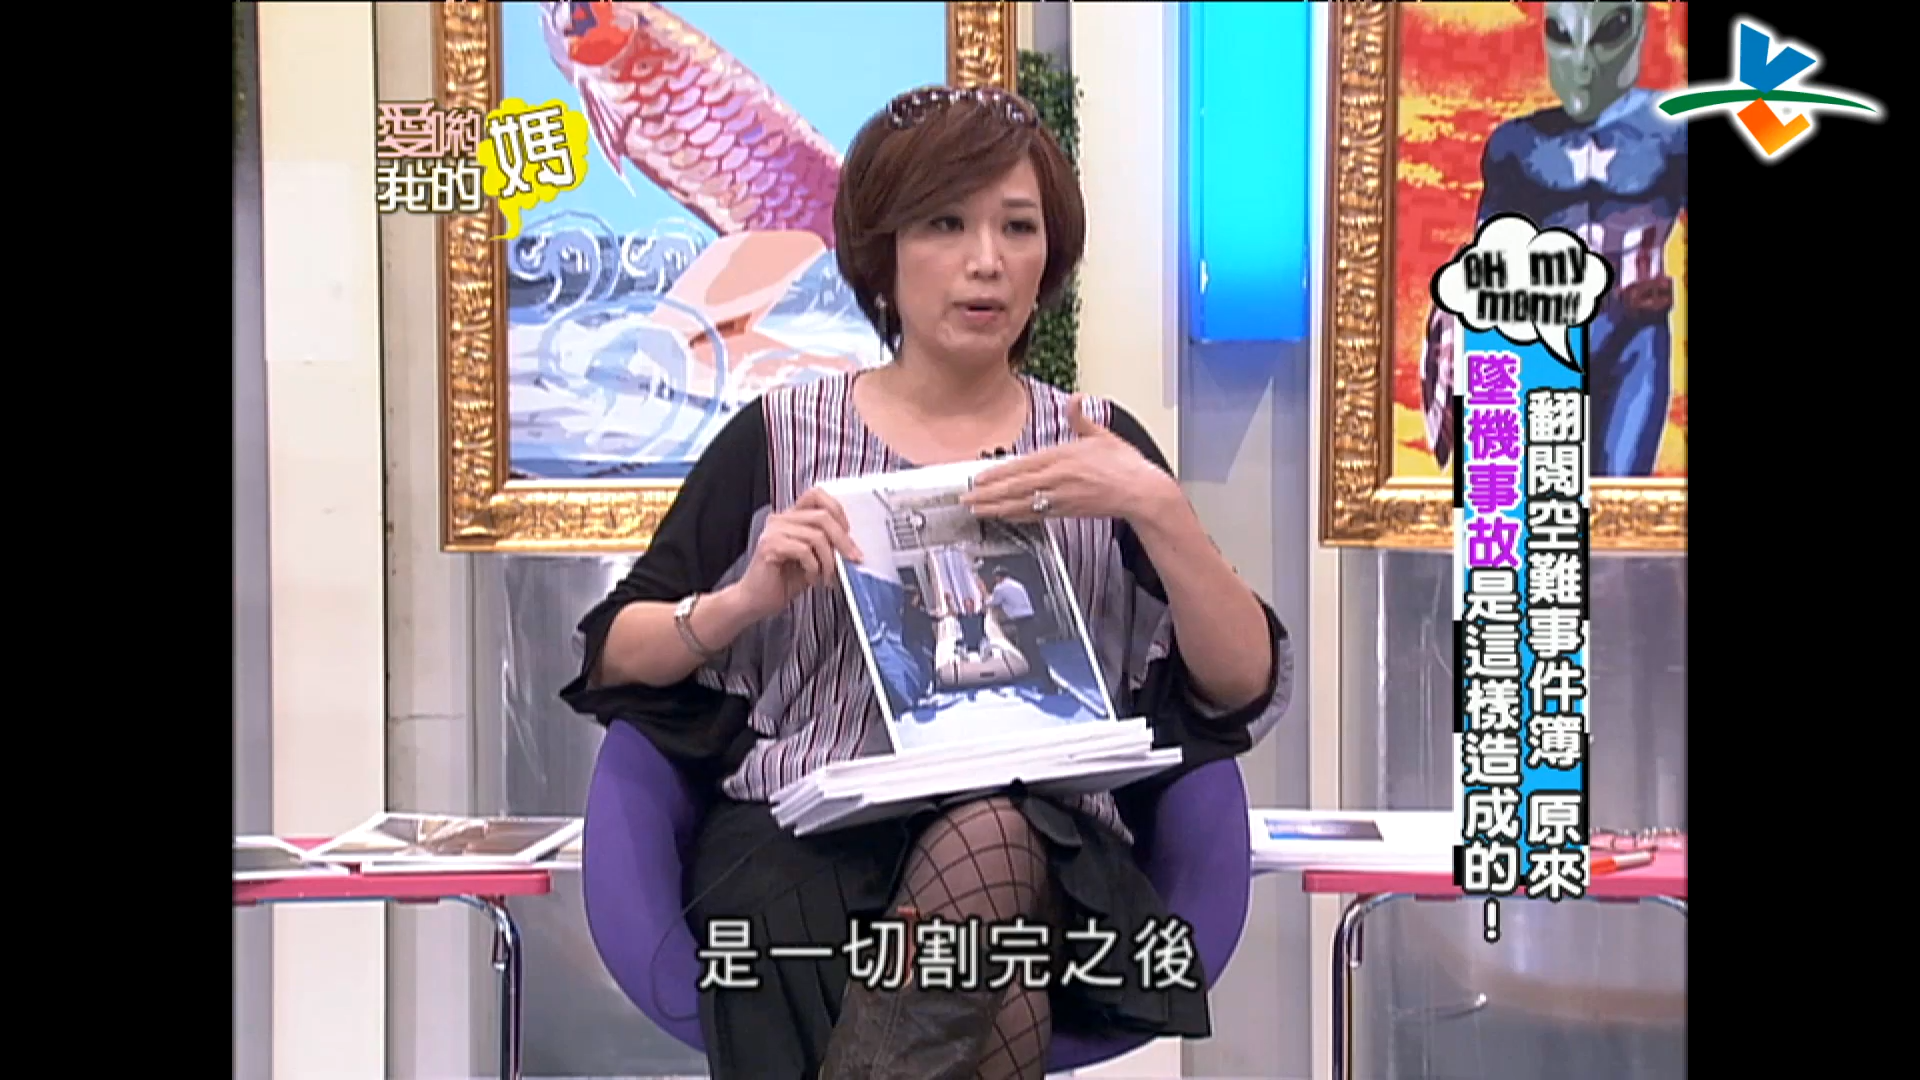 愛喲
我的媽
OH my
mom!!
翻閱空難事件簿 原來
墜機事故是這樣造成的!
是一切割完之後